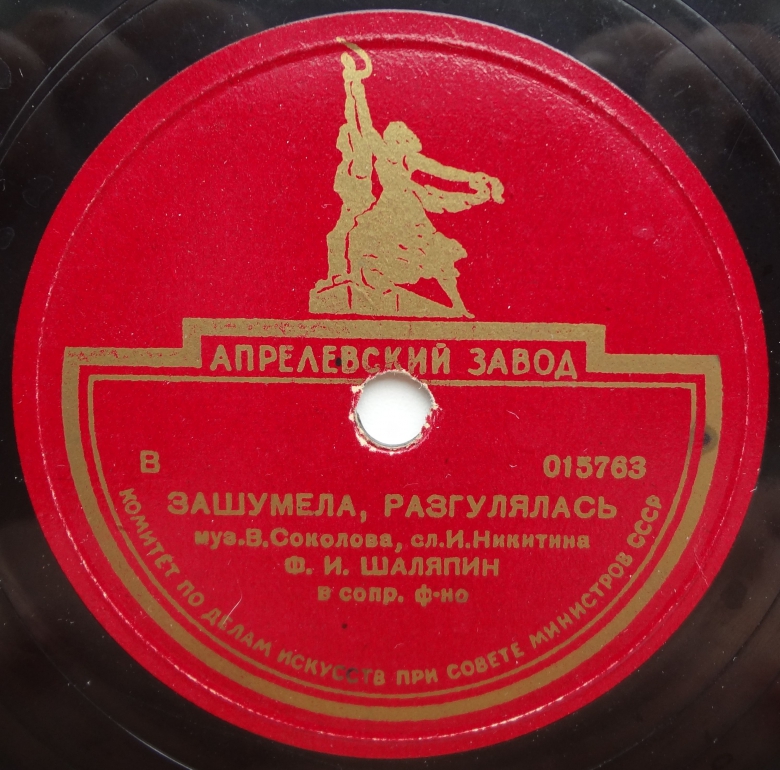 АПРЕЛЕВСКИЙ ЗАВОД
В 015763
ЗАШУМЕЛА, РАЗГУЛЯЛАСЬ
муз.В.Соколова, сл.И.Никитина
Ф. И. ШАЛЯПИН
в сопр. ф-но
КОМИТЕТ ПО ДЕЛАМ ИСКУССТВ ПРИ СОВЕТЕ МИНИСТРОВ СССР